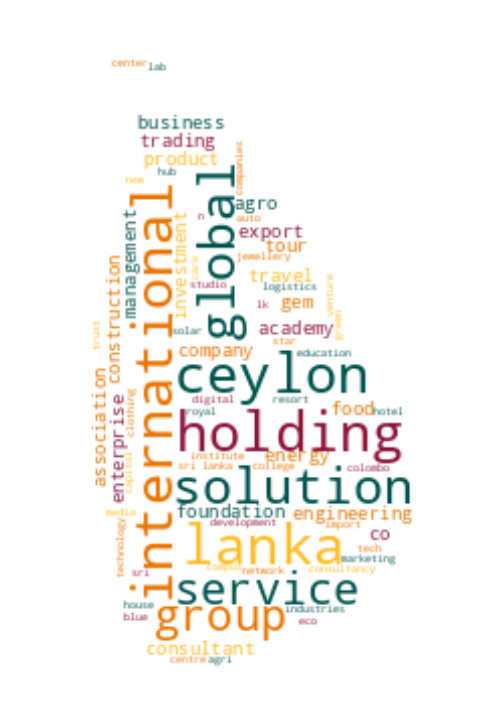 center
lab
business
trading
product
hub
new
companies
global
international
agro
n
auto
export
tour
management
investment
care
jewellery
studio
travel
logistics
lk
gem
venture
green
construction
solar
academy
star
trust
company
education
ceylon
association
enterprise
clothing
capital
digital
resort
royal
food
hotel
holding
institute
energy
sri lanka
college
colombo
solution
media
foundation
engineering
development
import
technology
lanka
co
tech
marketing
campus
network
consultancy
sri
service
house
blue
group
industries
eco
consultant
centre
agri